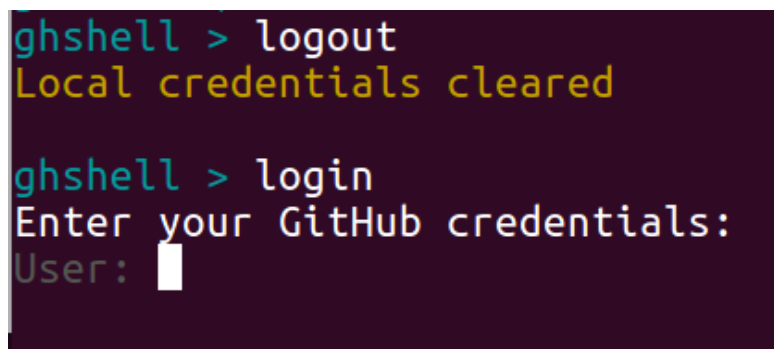 ghshell > logout
Local credentials cleared
ghshell > login
Enter your GitHub credentials:
User: